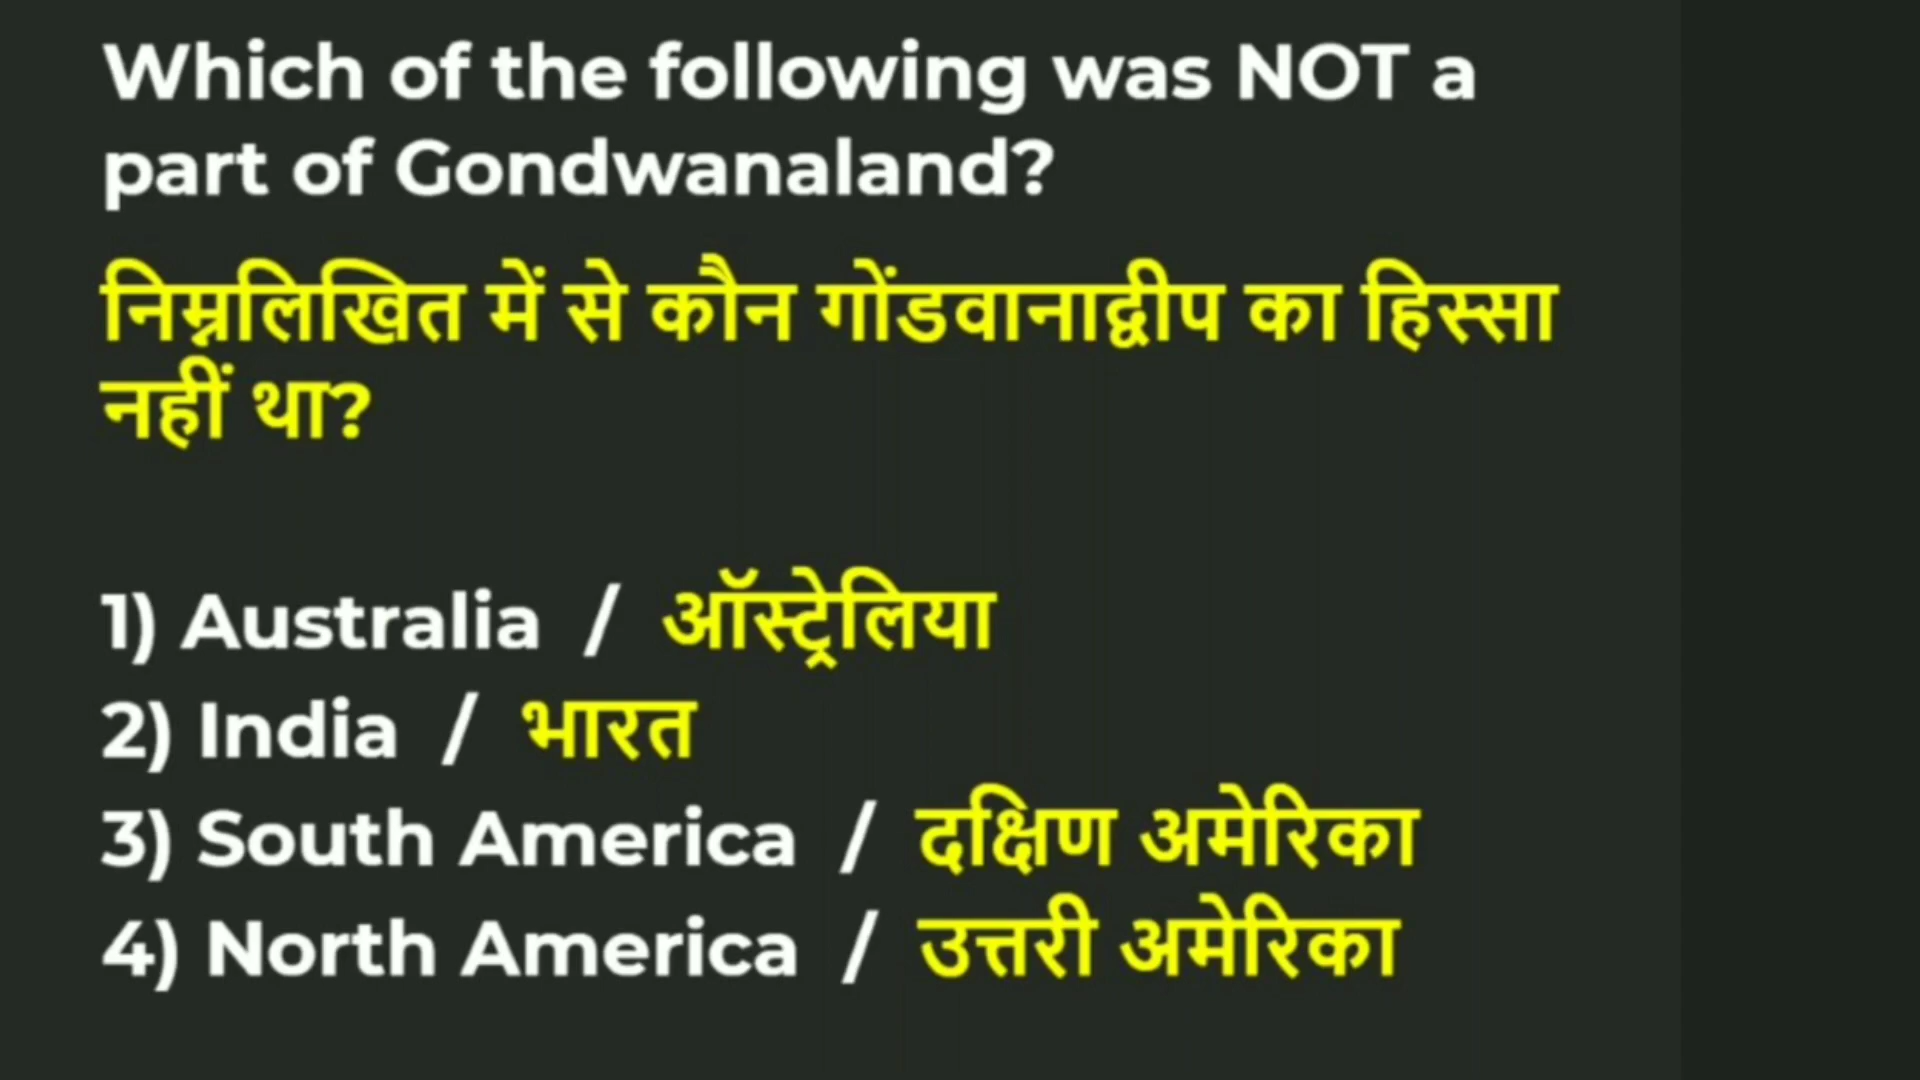 Which of the following was NOT a
part of Gondwanaland?
निम्नलिखित में से कौन गोंडवानाद्वीप का हिस्सा
नहीं था?
1) Australia / ऑस्ट्रेलिया
2) India / भारत
3) South America / दक्षिण अमेरिका
4) North America / उत्तरी अमेरिका